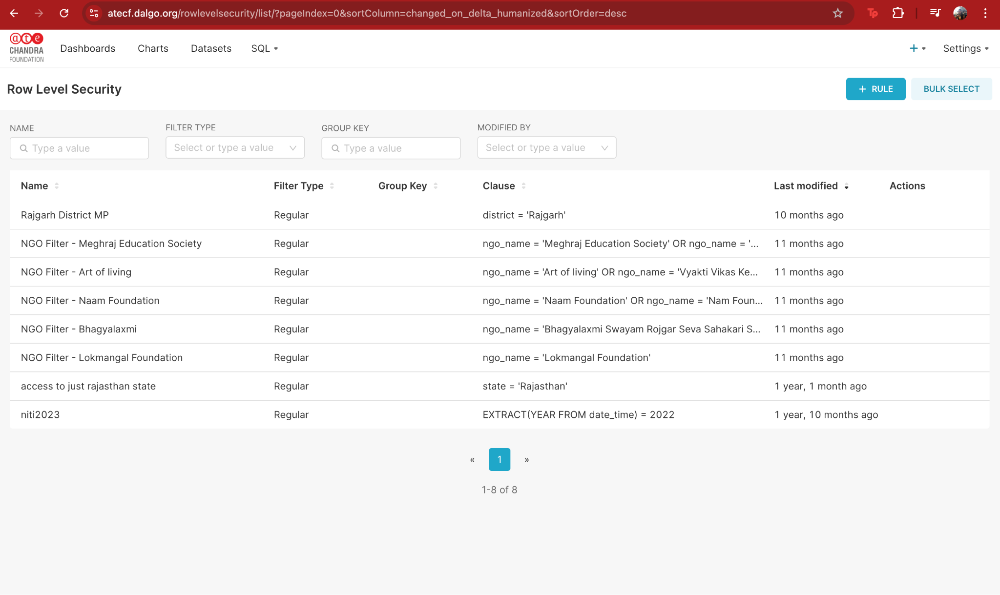 atecf.dalgo.org/rowlevelsecurity/list/?pageIndex=0&sortColumn=changed_on_delta_humanized&sortOrder=desc
Tp
@te
CHANDRA
FOUNDATION
Dashboards Charts Datasets SQL
+ Settings
Row Level Security
+ RULE BULK SELECT
NAME FILTER TYPE GROUP KEY MODIFIED BY
Type a value Select or type a value Type a value Select or type a value
Name Filter Type Group Key Clause Last modified Actions
Rajgarh District MP Regular district = 'Rajgarh' 10 months ago
NGO Filter - Meghraj Education Society Regular ngo_name = 'Meghraj Education Society' OR ngo_name = '... 11 months ago
NGO Filter - Art of living Regular ngo_name = 'Art of living' OR ngo_name = 'Vyakti Vikas Ke... 11 months ago
NGO Filter - Naam Foundation Regular ngo_name = 'Naam Foundation' OR ngo_name = 'Nam Foun... 11 months ago
NGO Filter - Bhagyalaxmi Regular ngo_name = 'Bhagyalaxmi Swayam Rojgar Seva Sahakari S... 11 months ago
NGO Filter - Lokmangal Foundation Regular ngo_name = 'Lokmangal Foundation' 11 months ago
access to just rajasthan state Regular state = 'Rajasthan' 1 year, 1 month ago
niti2023 Regular EXTRACT(YEAR FROM date_time) = 2022 1 year, 10 months ago
« 1 »
1-8 of 8